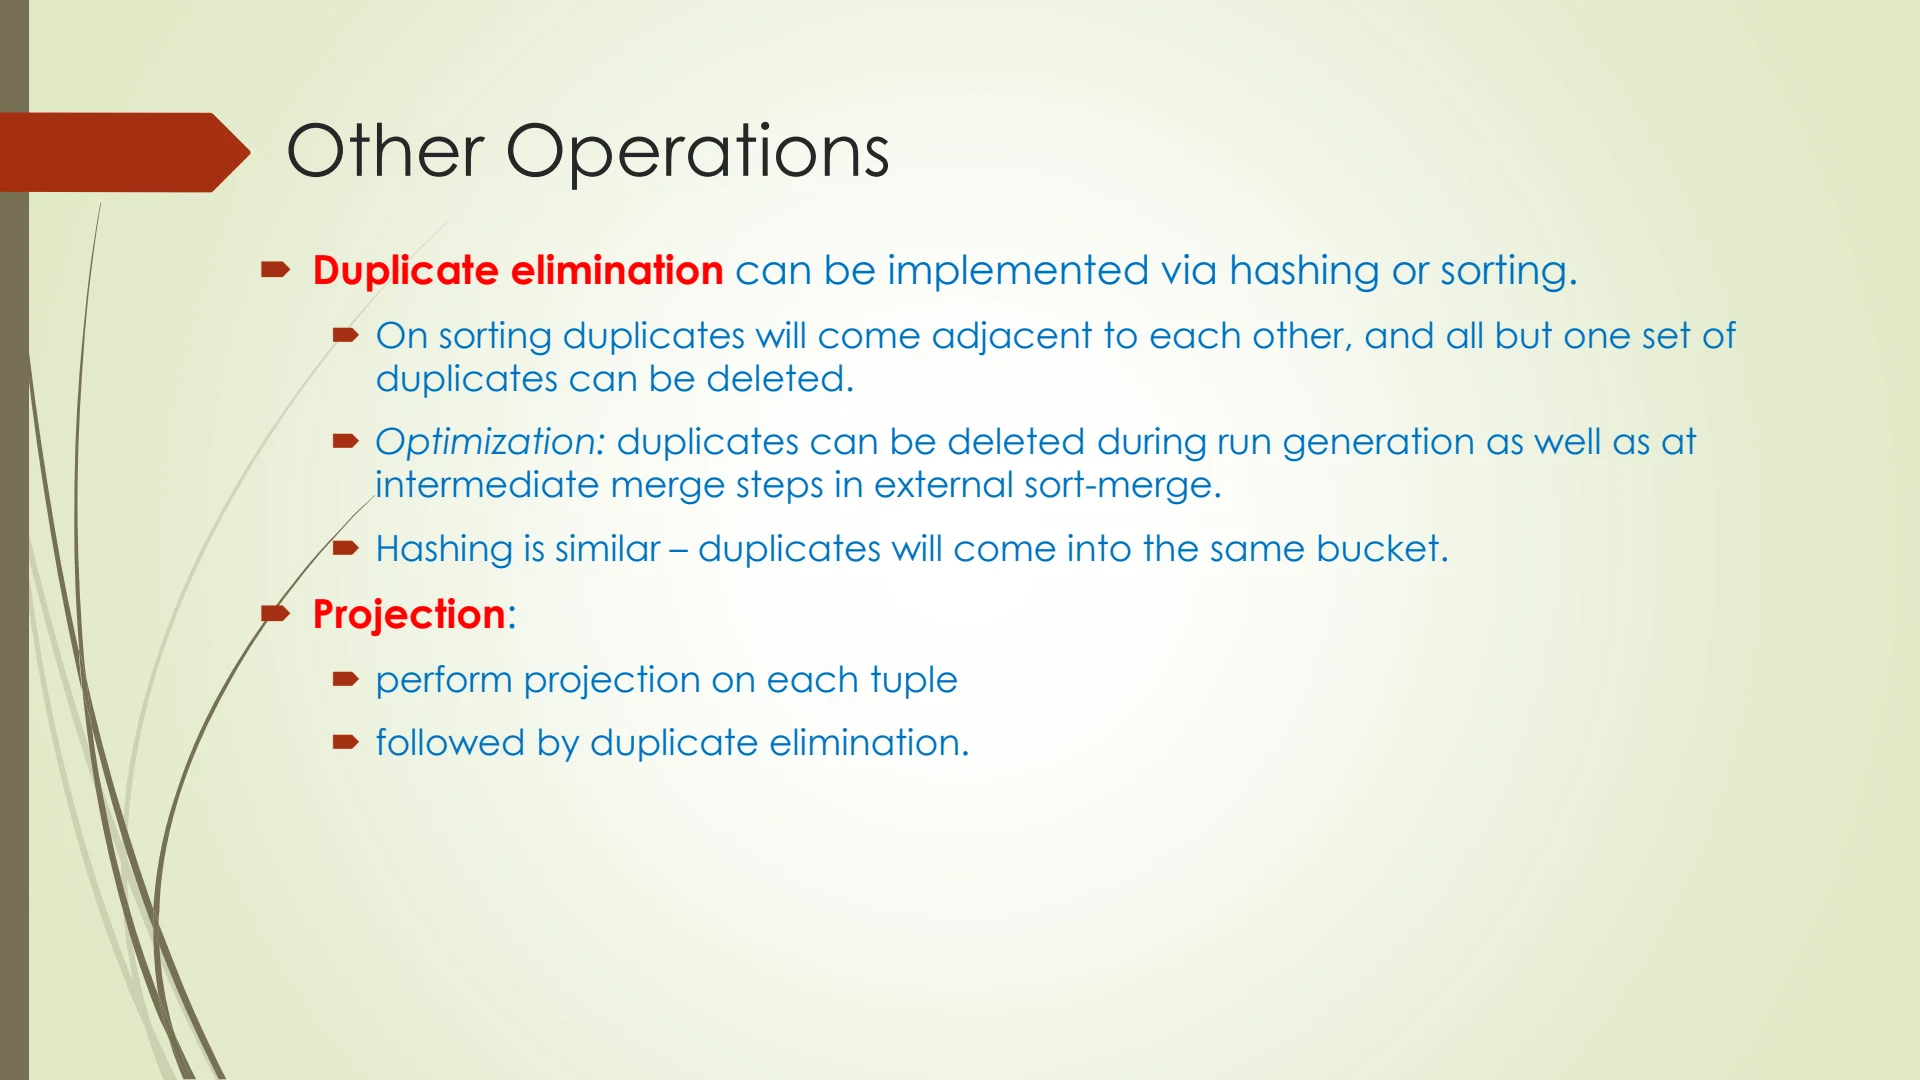 Other Operations
Duplicate elimination can be implemented via hashing or sorting.
On sorting duplicates will come adjacent to each other, and all but one set of
duplicates can be deleted.
Optimization: duplicates can be deleted during run generation as well as at
intermediate merge steps in external sort-merge.
Hashing is similar – duplicates will come into the same bucket.
Projection:
perform projection on each tuple
followed by duplicate elimination.